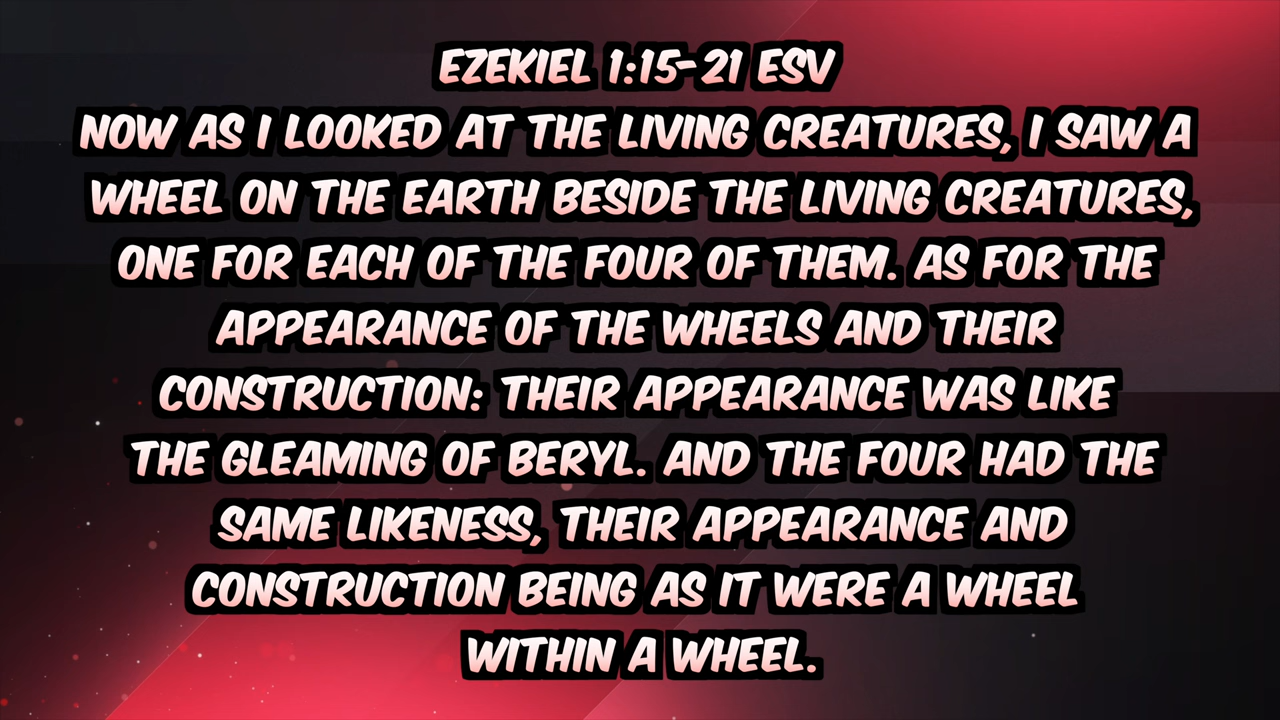 EZEKIEL 1:15-21 ESV
NOW AS I LOOKED AT THE LIVING CREATURES, I SAW A
WHEEL ON THE EARTH BESIDE THE LIVING CREATURES,
ONE FOR EACH OF THE FOUR OF THEM. AS FOR THE
APPEARANCE OF THE WHEELS AND THEIR
CONSTRUCTION: THEIR APPEARANCE WAS LIKE
THE GLEAMING OF BERYL. AND THE FOUR HAD THE
SAME LIKENESS, THEIR APPEARANCE AND
CONSTRUCTION BEING AS IT WERE A WHEEL
WITHIN A WHEEL.